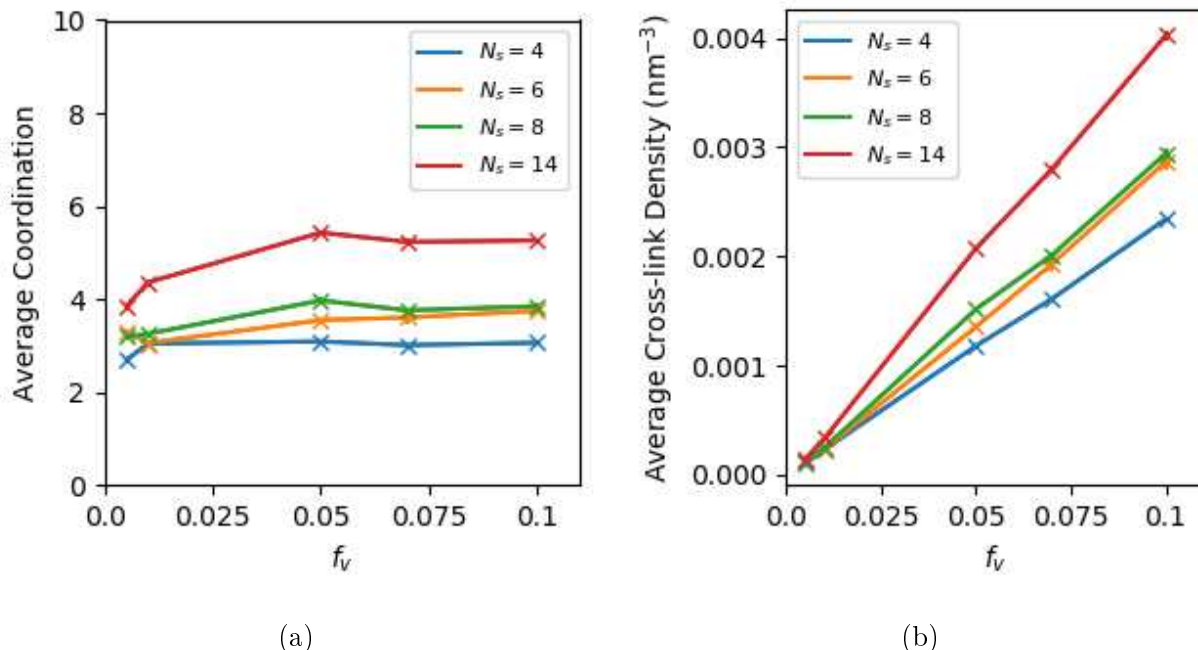 Average Coordination
10
8
6
4
2
0
0.0 0.025 0.05 0.075 0.1
f_v
N_s = 4
N_s = 6
N_s = 8
N_s = 14
(a)
Average Cross-link Density (nm⁻³)
0.004
0.003
0.002
0.001
0.000
0.0 0.025 0.05 0.075 0.1
f_v
N_s = 4
N_s = 6
N_s = 8
N_s = 14
(b)